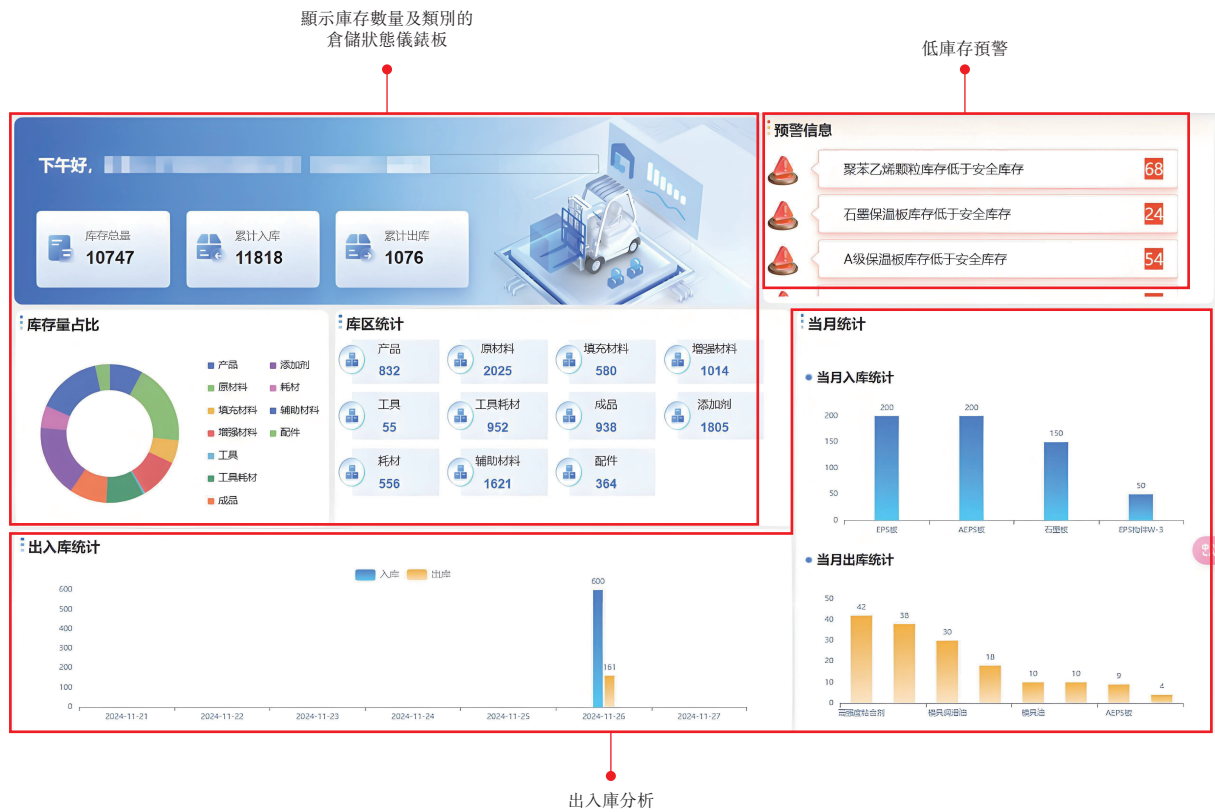 顯示庫存數量及類別的
倉儲狀態儀錶板
低庫存預警
下午好,
库存总量
10747
累计入库
11818
累计出库
1076
预警信息
聚苯乙烯颗粒库存低于安全库存
68
石墨保温板库存低于安全库存
24
A级保温板库存低于安全库存
54
库存量占比
产品
添加剂
原材料
耗材
填充材料
辅助材料
增强材料
配件
工具
工具耗材
成品
库区统计
产品
832
原材料
2025
填充材料
580
增强材料
1014
工具
55
工具耗材
952
成品
938
添加剂
1805
耗材
556
辅助材料
1621
配件
364
当月统计
当月入库统计
200
150
100
50
0
200
200
150
50
EPS板
AEPS板
石墨板
EPS构件W-3
当月出库统计
50
40
30
20
10
0
42
38
30
18
10
10
9
4
高强度粘合剂
模具润滑油
模具油
AEPS板
出入库统计
入库
出库
600
500
400
300
200
100
0
600
161
2024-11-21
2024-11-22
2024-11-23
2024-11-24
2024-11-25
2024-11-26
2024-11-27
出入庫分析